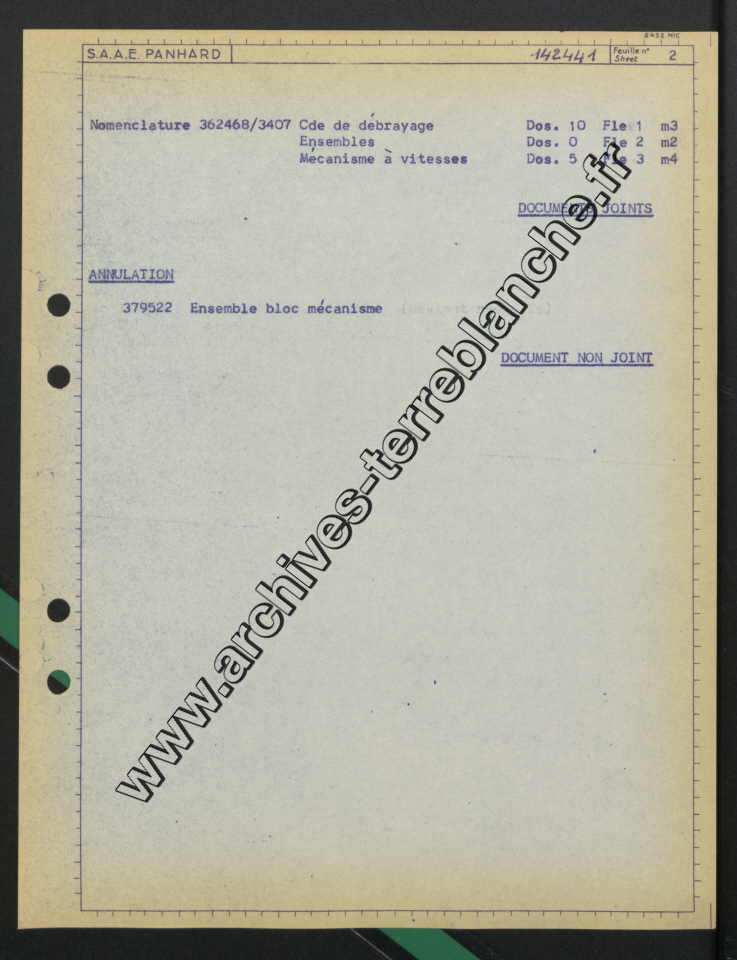 8432 NIC
S.A.A.E. PANHARD 142441 Feuille n° Sheet 2
Nomenclature 362468/3407 Cde de débrayage Dos. 10 Fle 1 m3
Ensembles Dos. 0 Fle 2 m2
Mécanisme à vitesses Dos. 5 Fle 3 m4
DOCUMENTS JOINTS
ANNULATION
379522 Ensemble bloc mécanisme
DOCUMENT NON JOINT
www.archives-terreblanche.fr